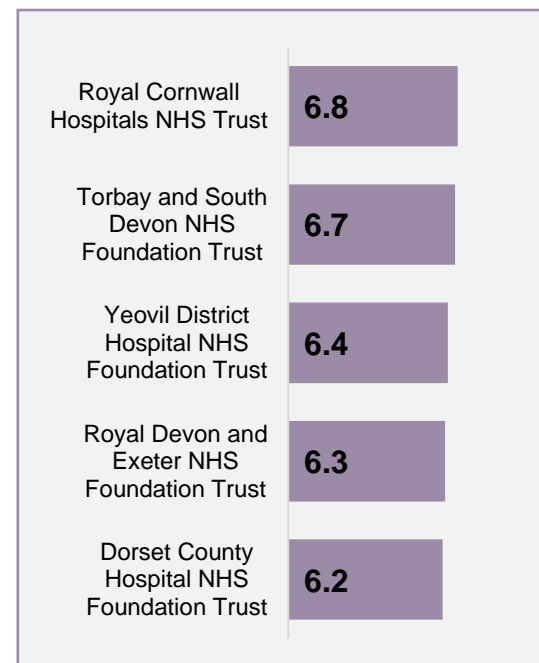 Royal Cornwall
Hospitals NHS Trust
6.8
Torbay and South
Devon NHS
Foundation Trust
6.7
Yeovil District
Hospital NHS
Foundation Trust
6.4
Royal Devon and
Exeter NHS
Foundation Trust
6.3
Dorset County
Hospital NHS
Foundation Trust
6.2